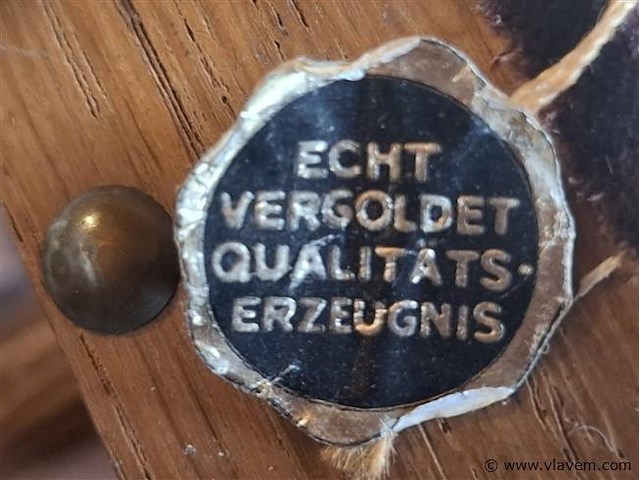 ECHT
VERGOLDET
QUALITÄTS-
ERZEUGNIS
© www.vlavem.com